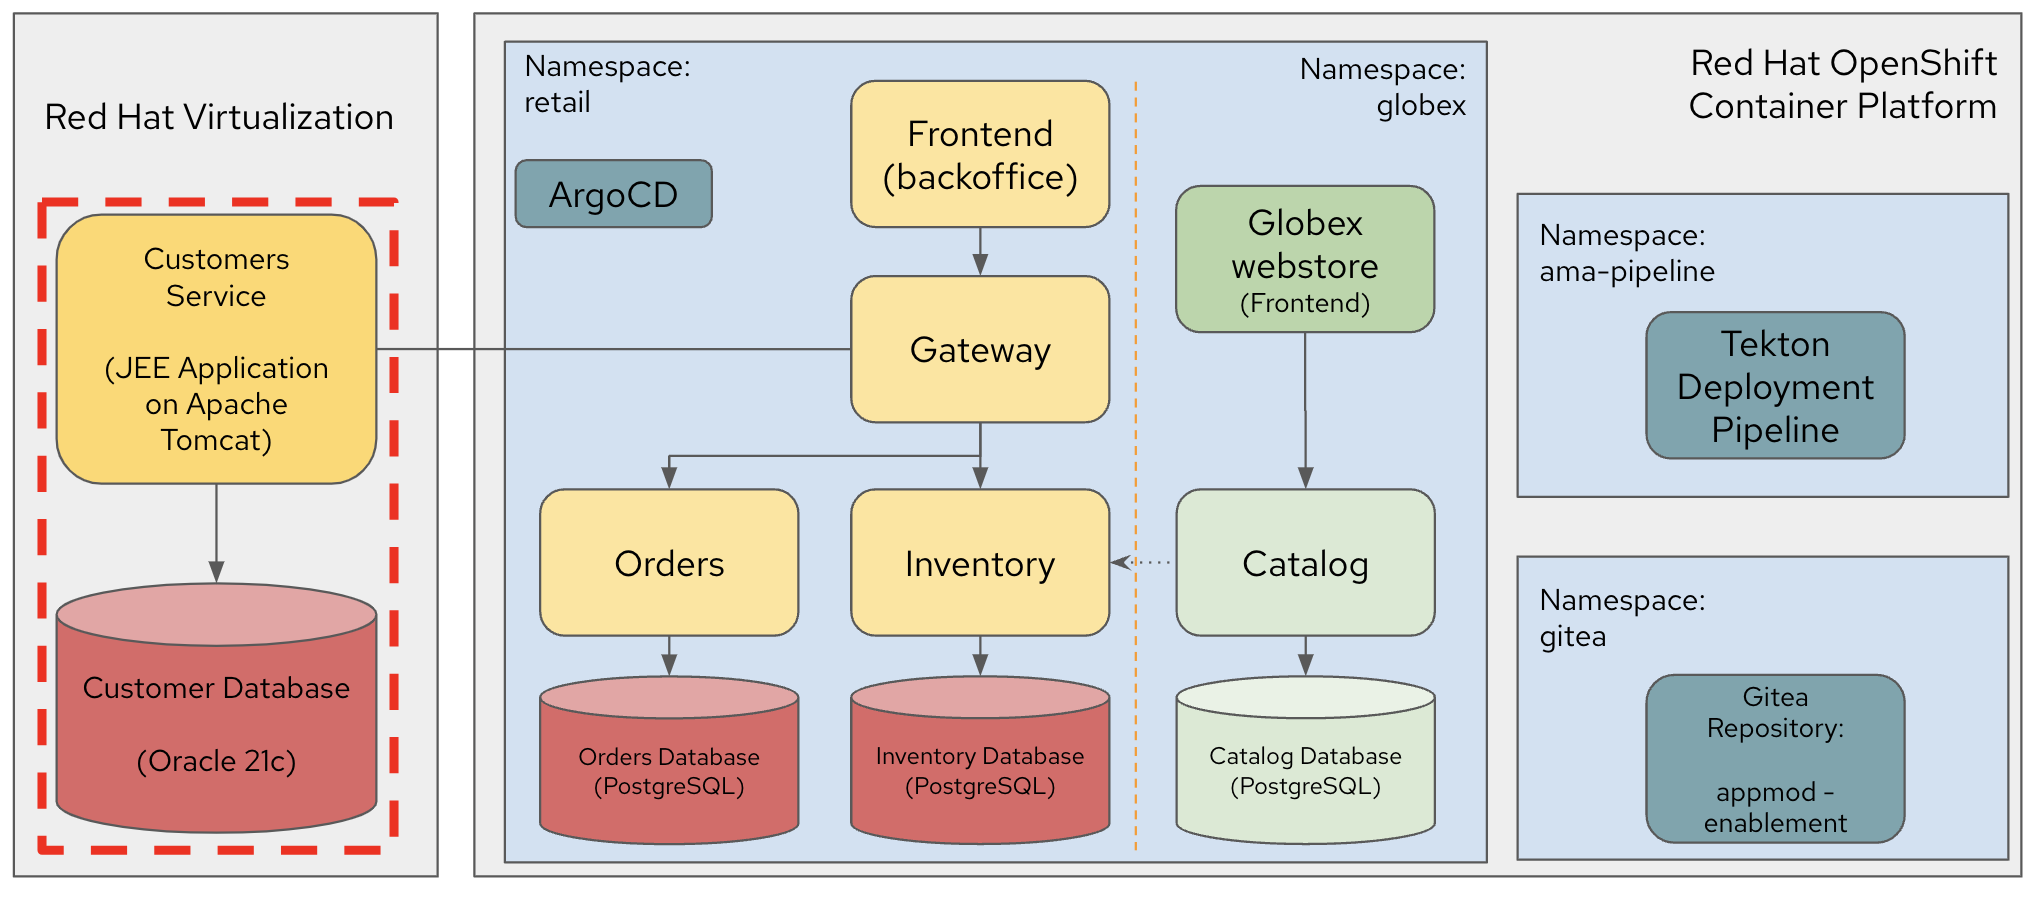 Red Hat Virtualization
Customers
Service
(JEE Application
on Apache
Tomcat)
Customer Database
(Oracle 21c)
Red Hat OpenShift
Container Platform
Namespace:
retail
ArgoCD
Frontend
(backoffice)
Gateway
Orders
Inventory
Orders Database
(PostgreSQL)
Inventory Database
(PostgreSQL)
Namespace:
globex
Globex
webstore
(Frontend)
Catalog
Catalog Database
(PostgreSQL)
Namespace:
ama-pipeline
Tekton
Deployment
Pipeline
Namespace:
gitea
Gitea
Repository:
appmod -
enablement